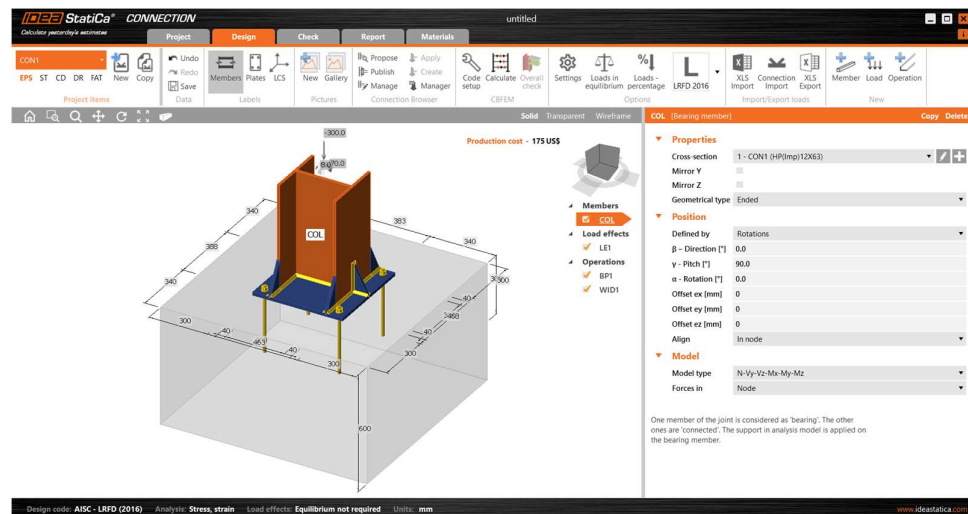 IDEA StatiCa® CONNECTION
Calculate yesterday's estimates
untitled
Project Design Check Report Materials
CON1
EPS ST CD DR FAT
New Copy
Project items
Undo
Redo
Save
Data
Members Plates LCS
Labels
New Gallery
Pictures
Propose
Publish
Manage
Apply
Create
Manager
Connection Browser
Code setup
Calculate
Overall check
CBFEM
Settings
Loads in equilibrium
Loads - percentage
LRFD 2016
Options
XLS Import
Connection Import
XLS Export
Import/Export loads
Member Load Operation
New
Solid Transparent Wireframe
Production cost - 175 US$
-300.0
COL
340
388
340
383
340
300
40
463
40
300
300
40
40
300
600
Members
COL
Load effects
LE1
Operations
BP1
WID1
COL [Bearing member]
Copy Delete
Properties
Cross-section 1 - CON1 (HP(Imp)12X63)
Mirror Y
Mirror Z
Geometrical type Ended
Position
Defined by Rotations
β – Direction [°] 0.0
γ - Pitch [°] 90.0
α - Rotation [°] 0.0
Offset ex [mm] 0
Offset ey [mm] 0
Offset ez [mm] 0
Align In node
Model
Model type N-Vy-Vz-Mx-My-Mz
Forces in Node
One member of the joint is considered as 'bearing'. The other
ones are 'connected'. The support in analysis model is applied on
the bearing member.
Design code: AISC - LRFD (2016) Analysis: Stress, strain Load effects: Equilibrium not required Units: mm
www.ideastatica.com